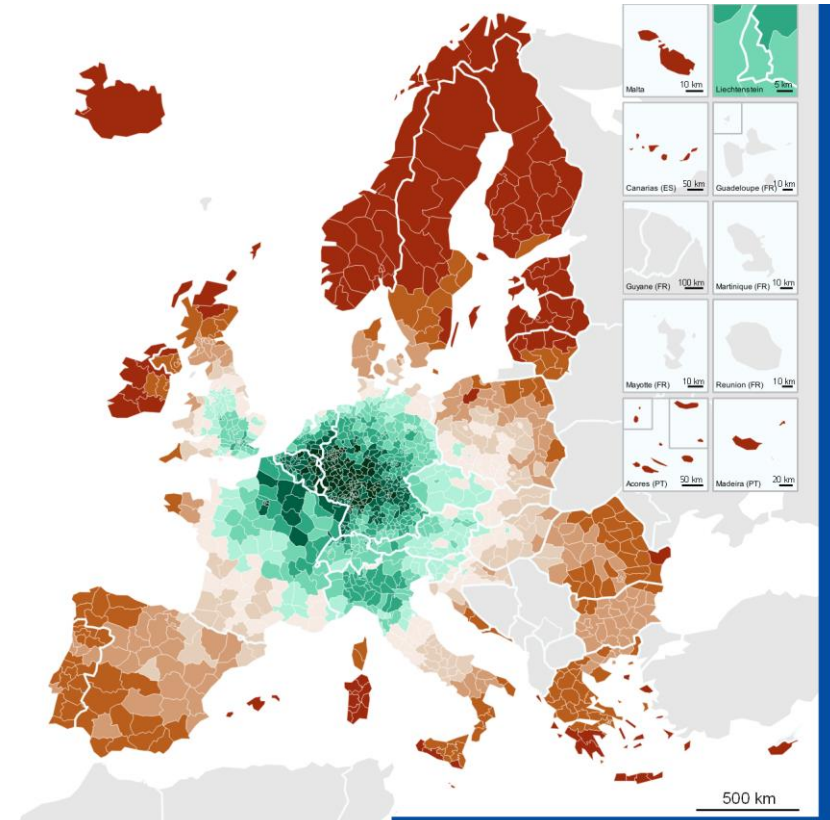 Malta 10 km
Liechtenstein 5 km
Canarias (ES) 50 km
Guadeloupe (FR) 10 km
Guyane (FR) 100 km
Martinique (FR) 10 km
Mayotte (FR) 10 km
Reunion (FR) 10 km
Acores (PT) 50 km
Madeira (PT) 20 km
500 km